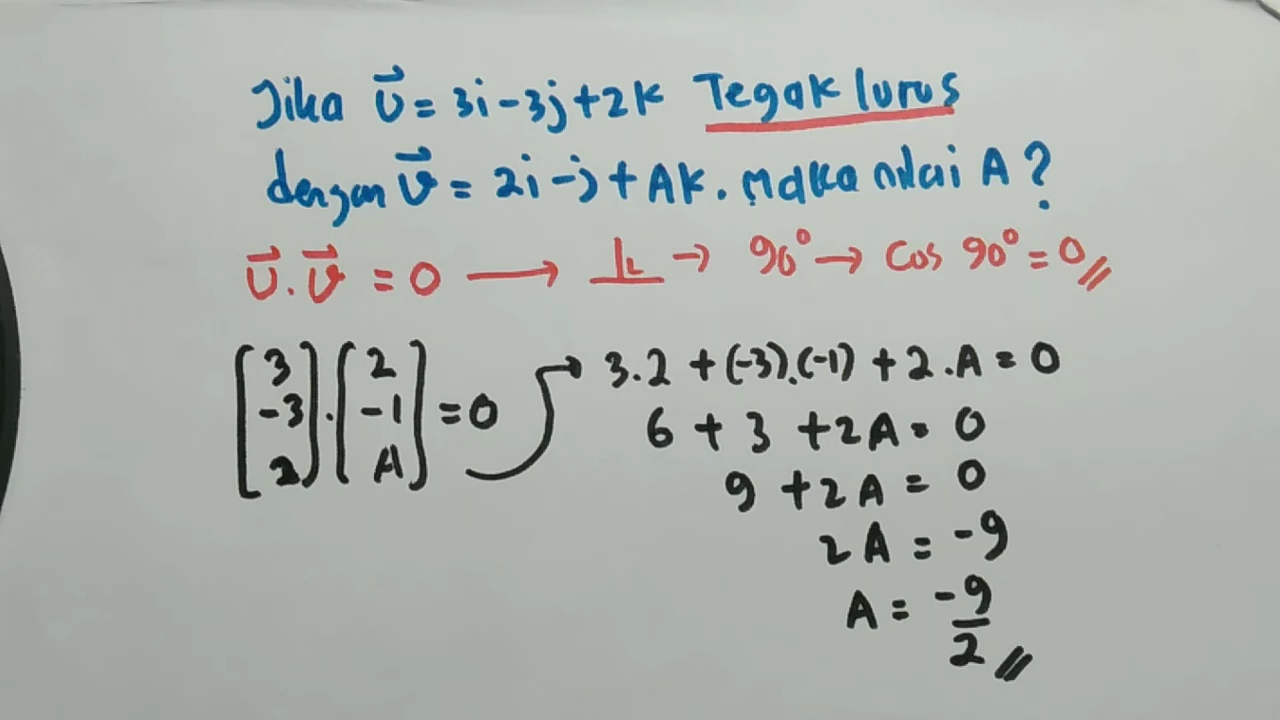 Jika u⃗ = 3i - 3j + 2k Tegak lurus
dengan v⃗ = 2i - j + Ak. Maka nilai A?
u⃗ . v⃗ = 0 → ⊥ → 90° → cos 90° = 0 //
[3 -3 2] . [2 -1 A] = 0 → 3.2 + (-3).(-1) + 2.A = 0
6 + 3 + 2A = 0
9 + 2A = 0
2A = -9
A = -9/2 //